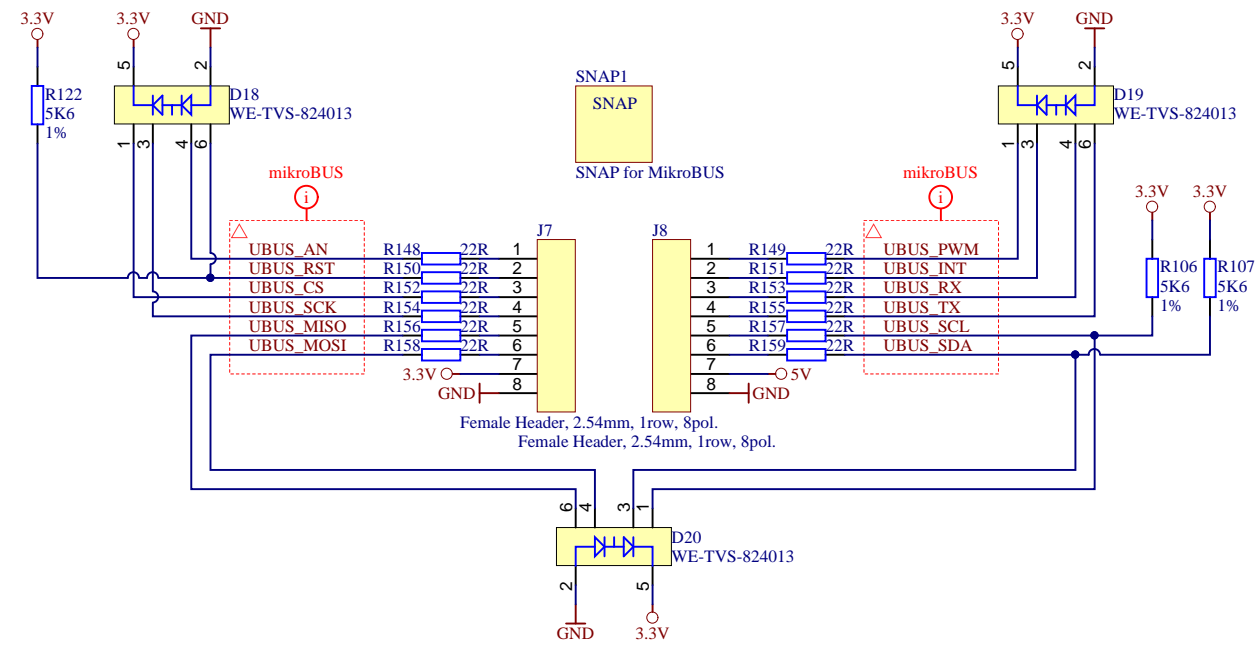 3.3V 3.3V GND 3.3V GND
5 2 5 2
SNAP1
SNAP
SNAP for MikroBUS
R122
5K6
1%
D18
WE-TVS-824013
D19
WE-TVS-824013
1 3 4 6 1 3 4 6
mikroBUS mikroBUS
i i
3.3V 3.3V
J7 J8
UBUS_AN R148 22R 1 1 R149 22R UBUS_PWM
UBUS_RST R150 22R 2 2 R151 22R UBUS_INT
UBUS_CS R152 22R 3 3 R153 22R UBUS_RX
UBUS_SCK R154 22R 4 4 R155 22R UBUS_TX
UBUS_MISO R156 22R 5 5 R157 22R UBUS_SCL
UBUS_MOSI R158 22R 6 6 R159 22R UBUS_SDA
3.3V 7 7 5V
GND 8 8 GND
R106
5K6
1%
R107
5K6
1%
Female Header, 2.54mm, 1row, 8pol.
Female Header, 2.54mm, 1row, 8pol.
6 4 3 1
D20
WE-TVS-824013
2 5
GND 3.3V